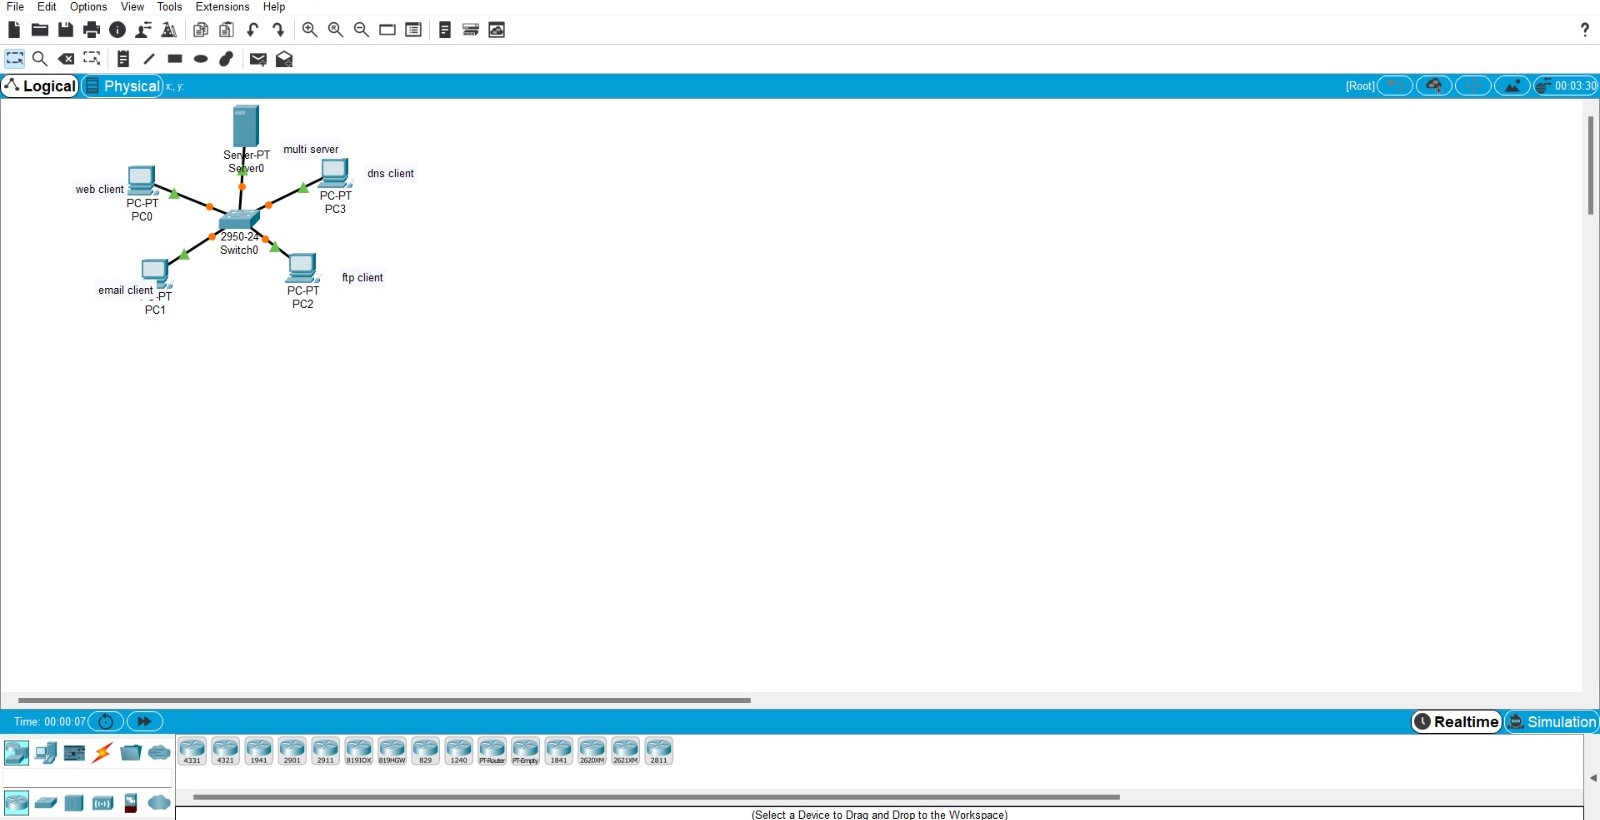 File Edit Options View Tools Extensions Help
?
Logical Physical x:, y: [Root] 00:03:30
Server-PT
Server0
multi server
web client
PC-PT
PC0
PC-PT
PC3
dns client
2950-24
Switch0
email client
-PT
PC1
PC-PT
PC2
ftp client
Time: 00:00:07 Realtime Simulation
4331 4321 1941 2901 2911 819IOX 819HGW 829 1240 PT-Router PT-Empty 1841 2620XM 2621XM 2811
(Select a Device to Drag and Drop to the Workspace)